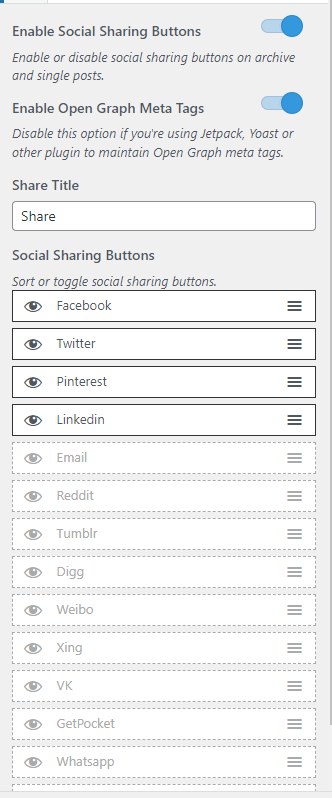 Enable Social Sharing Buttons
Enable or disable social sharing buttons on archive
and single posts.
Enable Open Graph Meta Tags
Disable this option if you're using Jetpack, Yoast or
other plugin to maintain Open Graph meta tags.
Share Title
Share
Social Sharing Buttons
Sort or toggle social sharing buttons.
Facebook
Twitter
Pinterest
Linkedin
Email
Reddit
Tumblr
Digg
Weibo
Xing
VK
GetPocket
Whatsapp